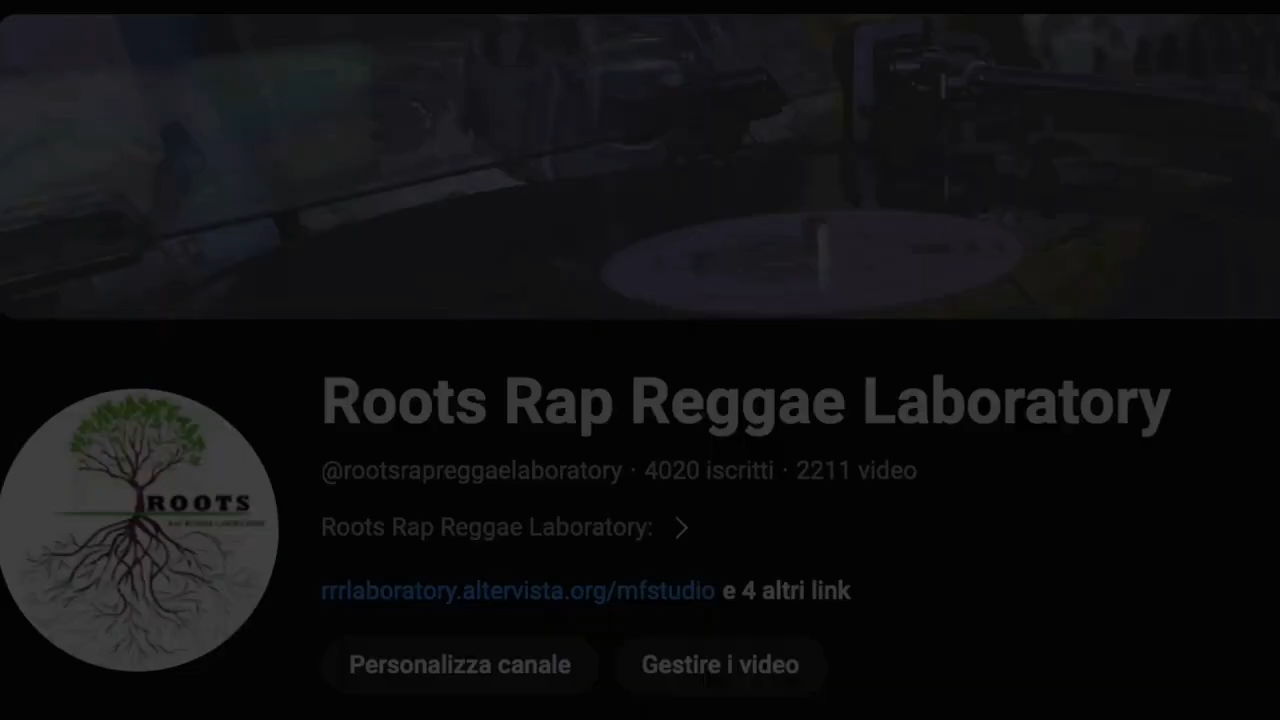 Roots Rap Reggae Laboratory
@rootsrapreggaelaboratory · 4020 iscritti · 2211 video
Roots Rap Reggae Laboratory:
rrrlaboratory.altervista.org/mfstudio e 4 altri link
Personalizza canale Gestire i video
ROOTS